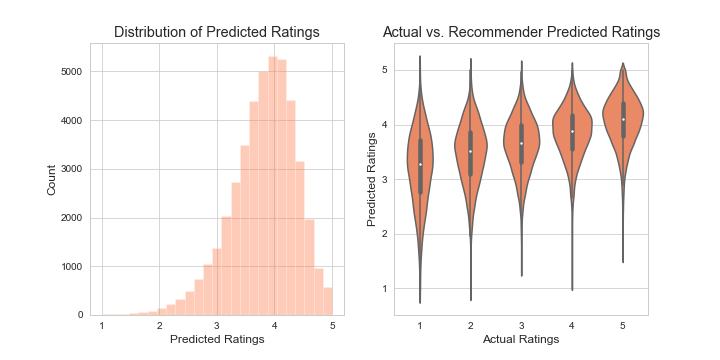 Distribution of Predicted Ratings
5000
4000
3000
2000
1000
0
Count
1 2 3 4 5
Predicted Ratings
Actual vs. Recommender Predicted Ratings
5
4
3
2
1
Predicted Ratings
1 2 3 4 5
Actual Ratings